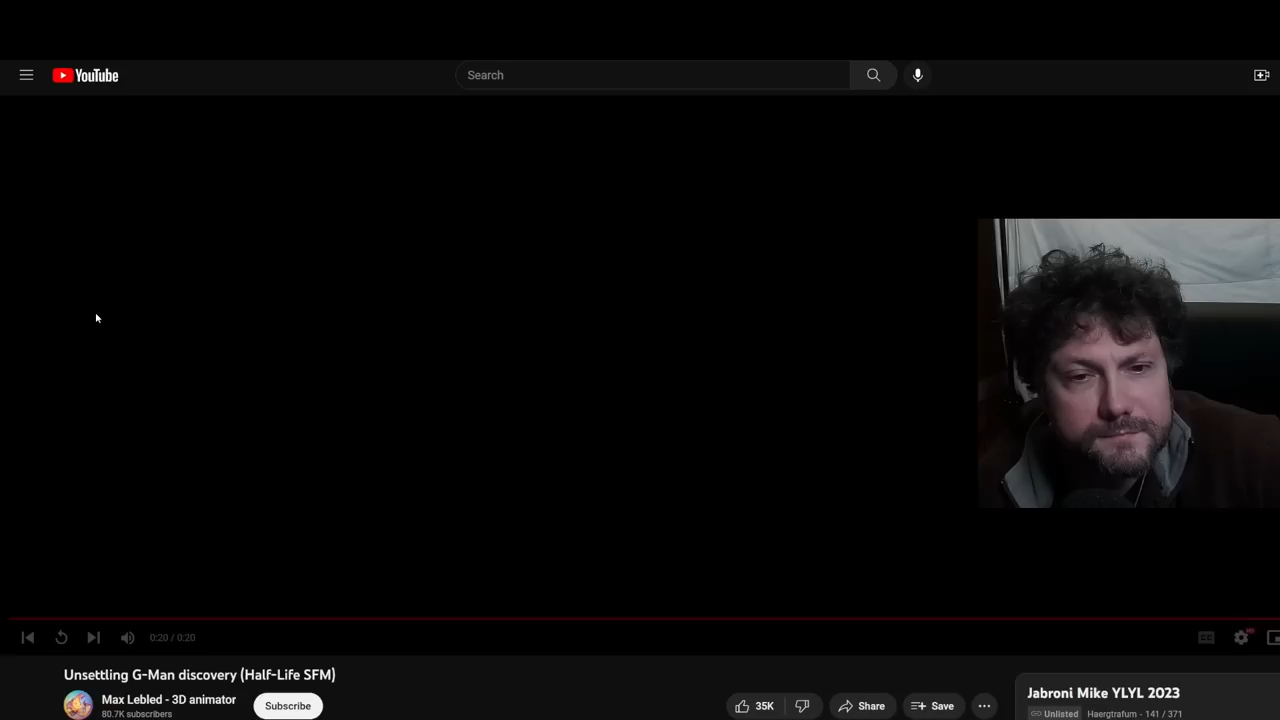 YouTube
Search
0:20 / 0:20
Unsettling G-Man discovery (Half-Life SFM)
Max Lebled - 3D animator
80.7K subscribers
Subscribe
35K
Share
Save
Jabroni Mike YLYL 2023
Unlisted Haergtrafum - 141 / 371